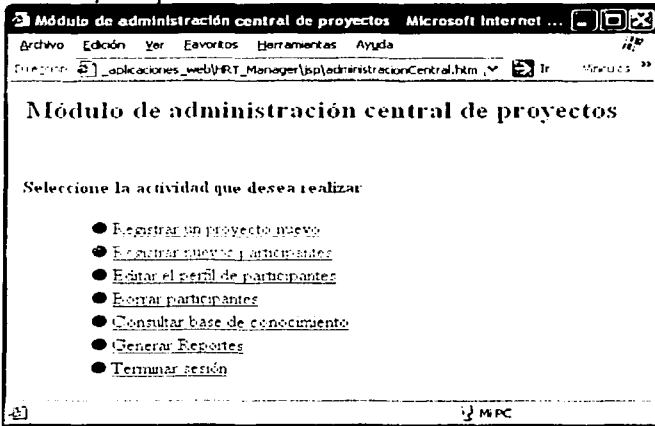 Módulo de administración central de proyectos Microsoft Internet ...
Archivo Edición Ver Favoritos Herramientas Ayuda
_aplicaciones_web\HRT_Manager\jsp\administracionCentral.htm Ir Vínculos »
Módulo de administración central de proyectos
Seleccione la actividad que desea realizar
Registrar un proyecto nuevo
Registrar nuevos participantes
Editar el perfil de participantes
Borrar participantes
Consultar base de conocimiento
Generar Reportes
Terminar sesión
Mi PC